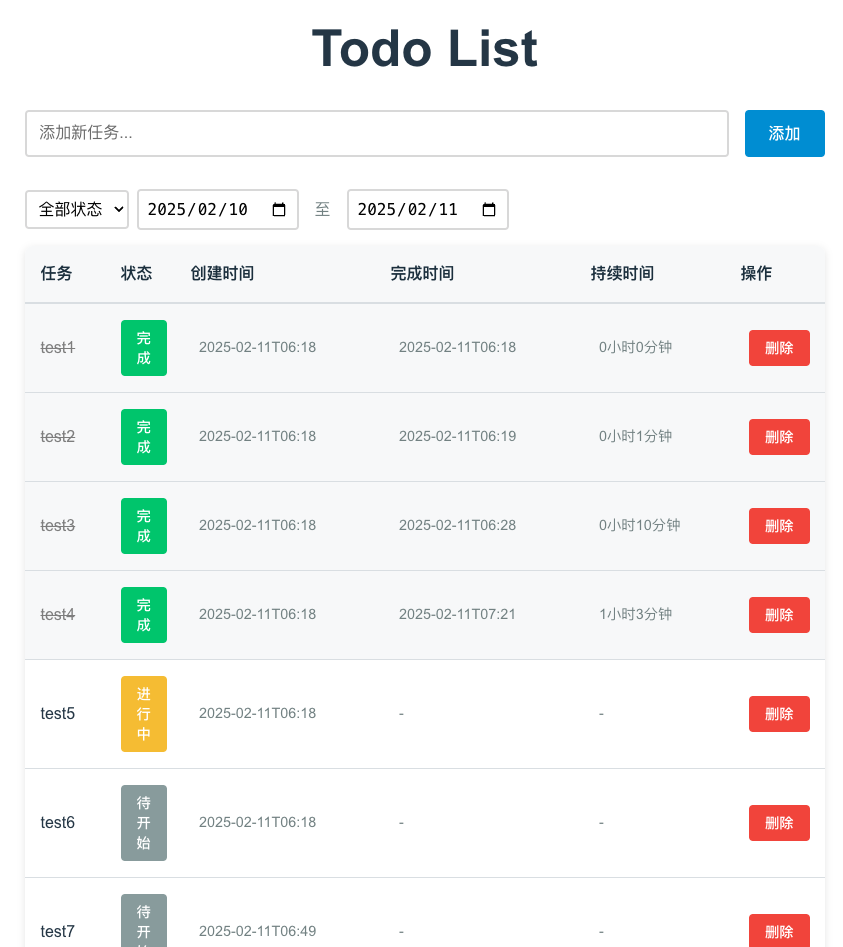 Todo List
添加新任务...
添加
全部状态 2025/02/10 至 2025/02/11
任务 状态 创建时间 完成时间 持续时间 操作
test1 完成 2025-02-11T06:18 2025-02-11T06:18 0小时0分钟 删除
test2 完成 2025-02-11T06:18 2025-02-11T06:19 0小时1分钟 删除
test3 完成 2025-02-11T06:18 2025-02-11T06:28 0小时10分钟 删除
test4 完成 2025-02-11T06:18 2025-02-11T07:21 1小时3分钟 删除
test5 进行中 2025-02-11T06:18 - - 删除
test6 待开始 2025-02-11T06:18 - - 删除
test7 待开 2025-02-11T06:49 - - 删除